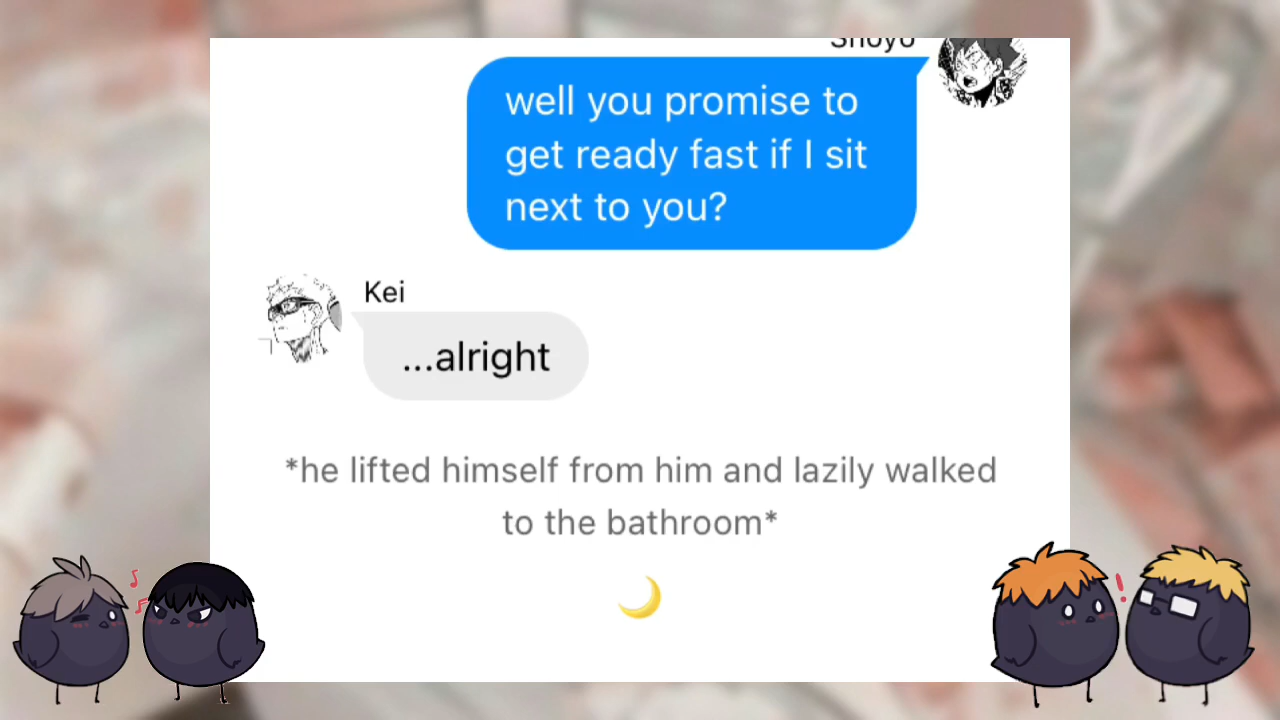 Shoyo
well you promise to
get ready fast if I sit
next to you?
Kei
...alright
*he lifted himself from him and lazily walked
to the bathroom*